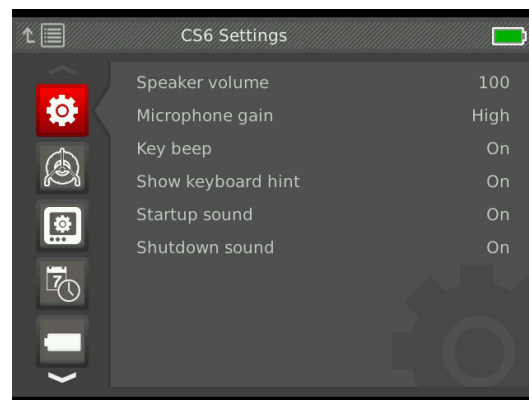 CS6 Settings
Speaker volume 100
Microphone gain High
Key beep On
Show keyboard hint On
Startup sound On
Shutdown sound On
7